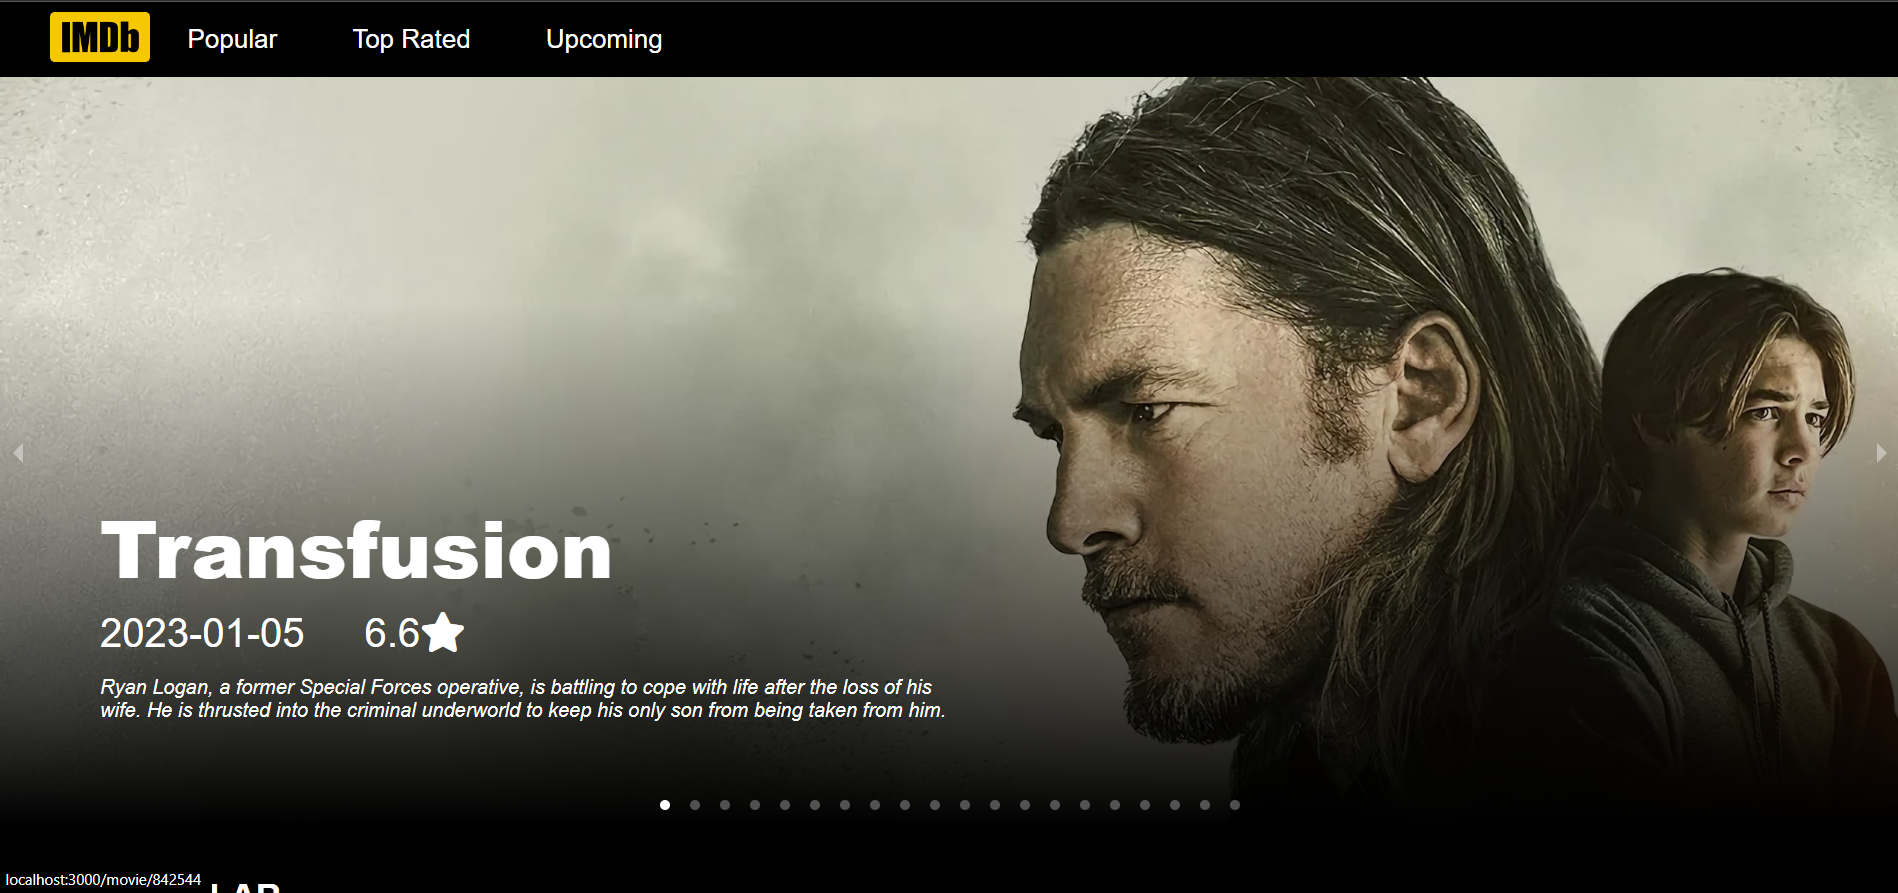 IMDb Popular Top Rated Upcoming
Transfusion
2023-01-05 6.6
Ryan Logan, a former Special Forces operative, is battling to cope with life after the loss of his
wife. He is thrusted into the criminal underworld to keep his only son from being taken from him.
localhost:3000/movie/842544